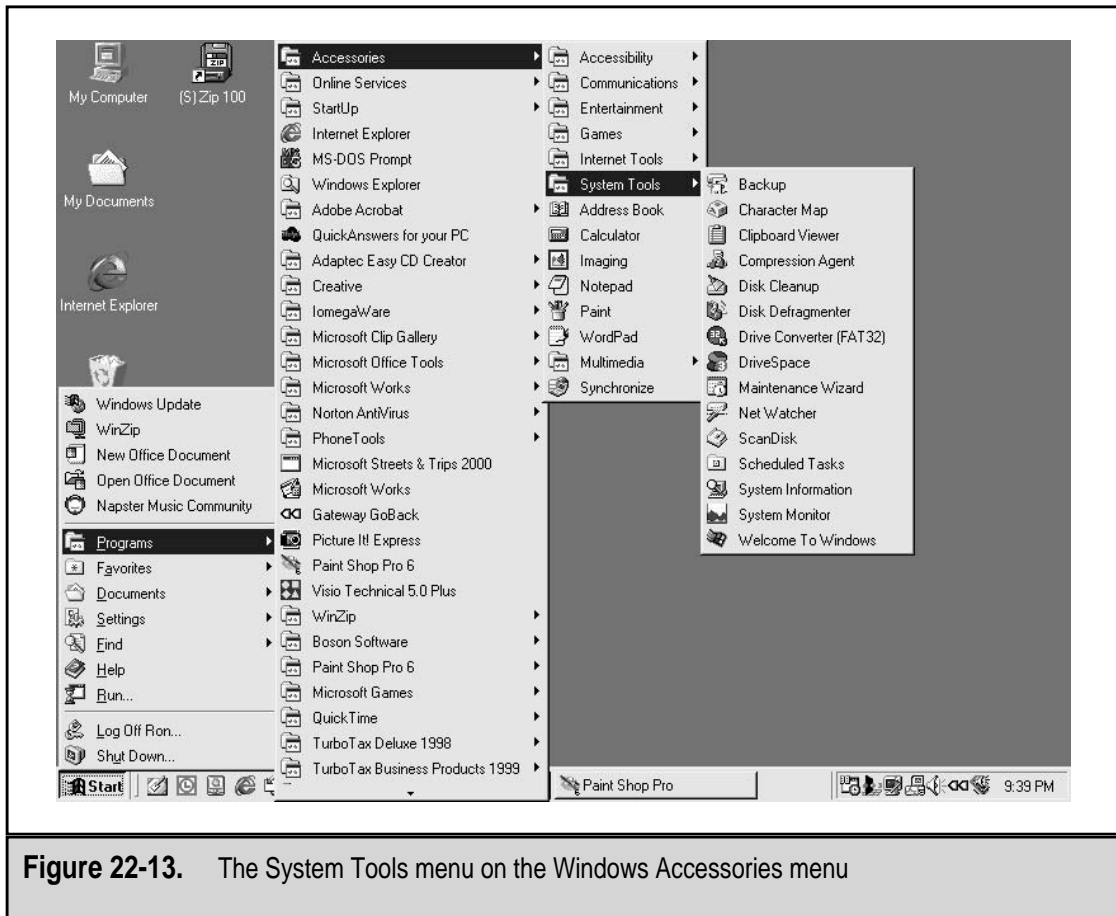 My Computer
(S) Zip 100
My Documents
Internet Explorer
Windows Update
WinZip
New Office Document
Open Office Document
Napster Music Community
Programs
Favorites
Documents
Settings
Find
Help
Run...
Log Off Ron...
Shut Down...
Accessories
Online Services
StartUp
Internet Explorer
MS-DOS Prompt
Windows Explorer
Adobe Acrobat
QuickAnswers for your PC
Adaptec Easy CD Creator
Creative
IomegaWare
Microsoft Clip Gallery
Microsoft Office Tools
Microsoft Works
Norton AntiVirus
PhoneTools
Microsoft Streets & Trips 2000
Microsoft Works
Gateway GoBack
Picture It! Express
Paint Shop Pro 6
Visio Technical 5.0 Plus
WinZip
Boson Software
Paint Shop Pro 6
Microsoft Games
QuickTime
TurboTax Deluxe 1998
TurboTax Business Products 1999
Accessibility
Communications
Entertainment
Games
Internet Tools
System Tools
Address Book
Calculator
Imaging
Notepad
Paint
WordPad
Multimedia
Synchronize
Backup
Character Map
Clipboard Viewer
Compression Agent
Disk Cleanup
Disk Defragmenter
Drive Converter (FAT32)
DriveSpace
Maintenance Wizard
Net Watcher
ScanDisk
Scheduled Tasks
System Information
System Monitor
Welcome To Windows
Start
Paint Shop Pro
9:39 PM
Figure 22-13. The System Tools menu on the Windows Accessories menu